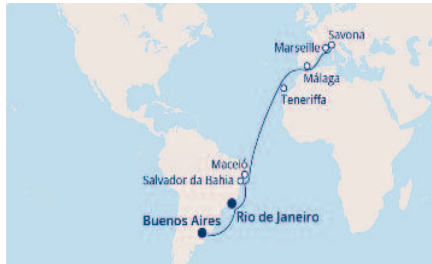 Savona
Marseille
Málaga
Teneriffa
Maceió
Salvador da Bahia
Rio de Janeiro
Buenos Aires